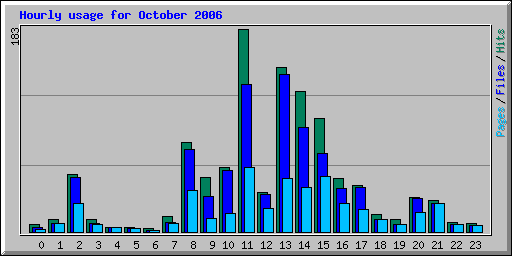 Hourly usage for October 2006
183
Pages / Files / Hits
0 1 2 3 4 5 6 7 8 9 10 11 12 13 14 15 16 17 18 19 20 21 22 23